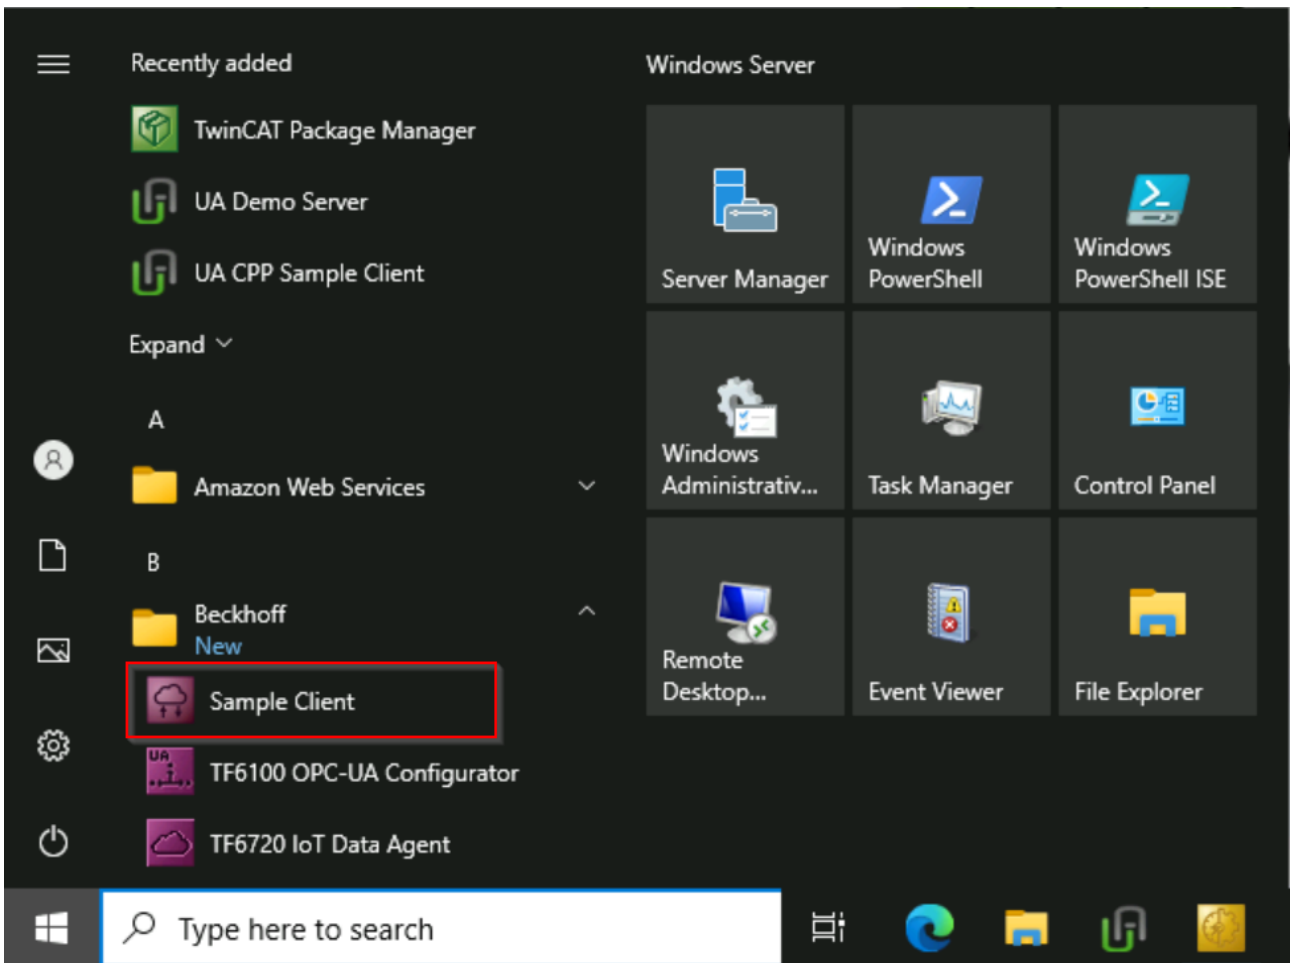 Recently added
TwinCAT Package Manager
UA Demo Server
UA CPP Sample Client
Expand
A
Amazon Web Services
B
Beckhoff
New
Sample Client
UA
TF6100 OPC-UA Configurator
TF6720 IoT Data Agent
Windows Server
Server Manager
Windows
PowerShell
Windows
PowerShell ISE
Windows
Administrativ...
Task Manager
Control Panel
Remote
Desktop...
Event Viewer
File Explorer
Type here to search